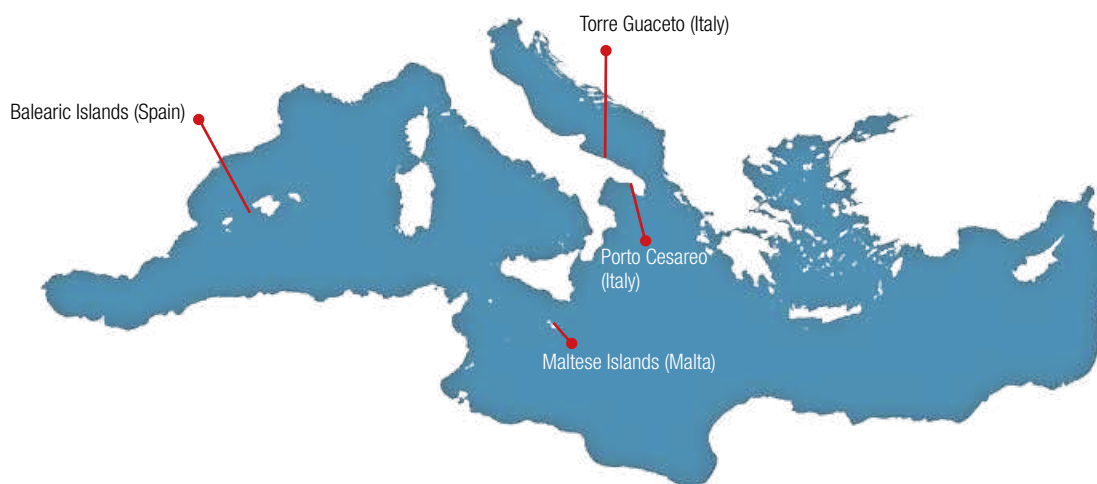 Torre Guaceto (Italy)
Balearic Islands (Spain)
Porto Cesareo
(Italy)
Maltese Islands (Malta)